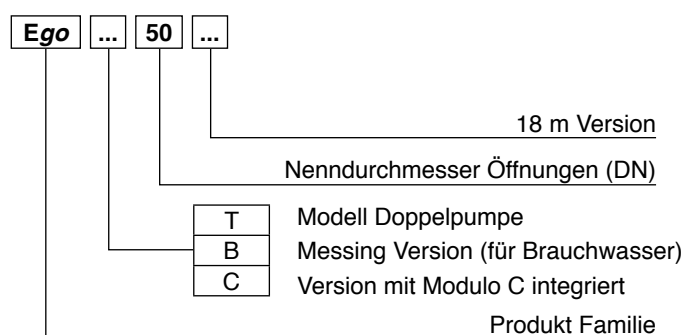 Ego ... 50 ...
18 m Version
Nenndurchmesser Öffnungen (DN)
T Modell Doppelpumpe
B Messing Version (für Brauchwasser)
C Version mit Modulo C integriert
Produkt Familie